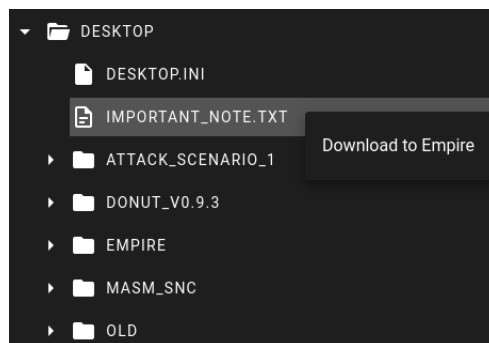 DESKTOP
DESKTOP.INI
IMPORTANT_NOTE.TXT
Download to Empire
ATTACK_SCENARIO_1
DONUT_V0.9.3
EMPIRE
MASM_SNC
OLD